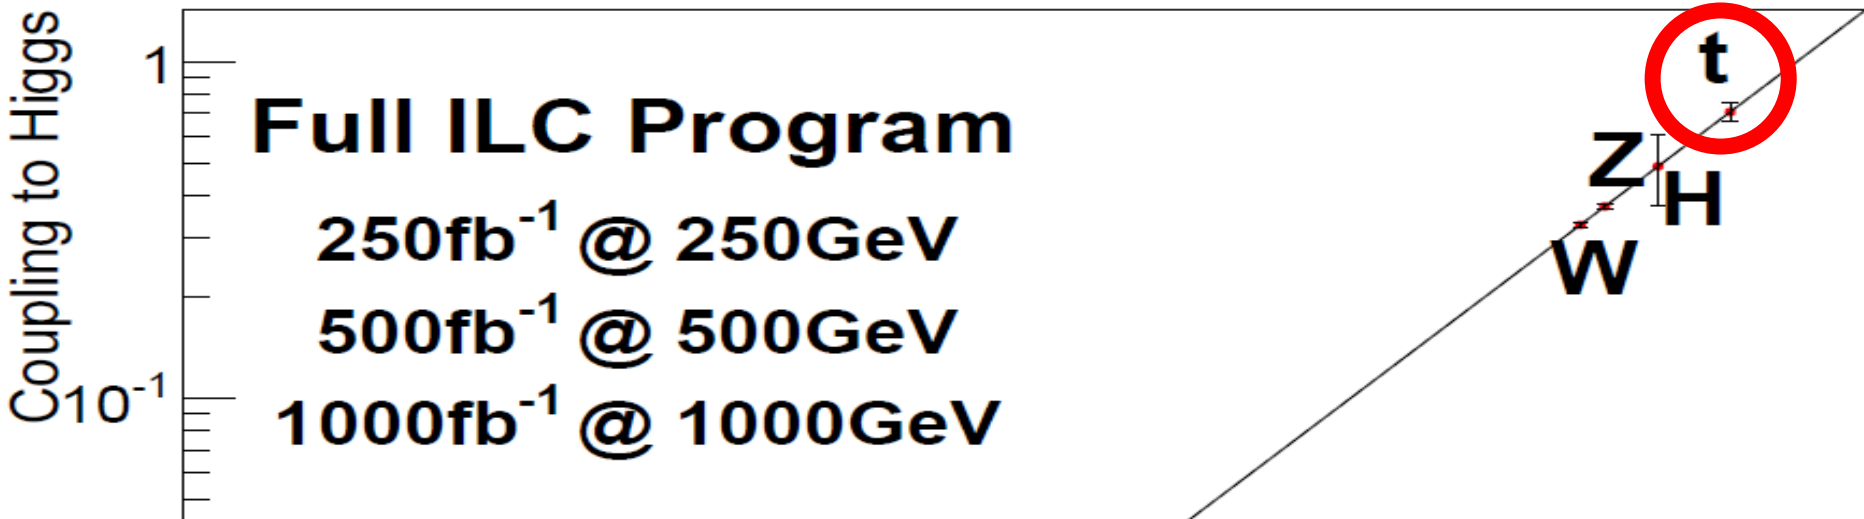 Coupling to Higgs
1
10⁻¹
Full ILC Program
250fb⁻¹ @ 250GeV
500fb⁻¹ @ 500GeV
1000fb⁻¹ @ 1000GeV
t
Z
H
W